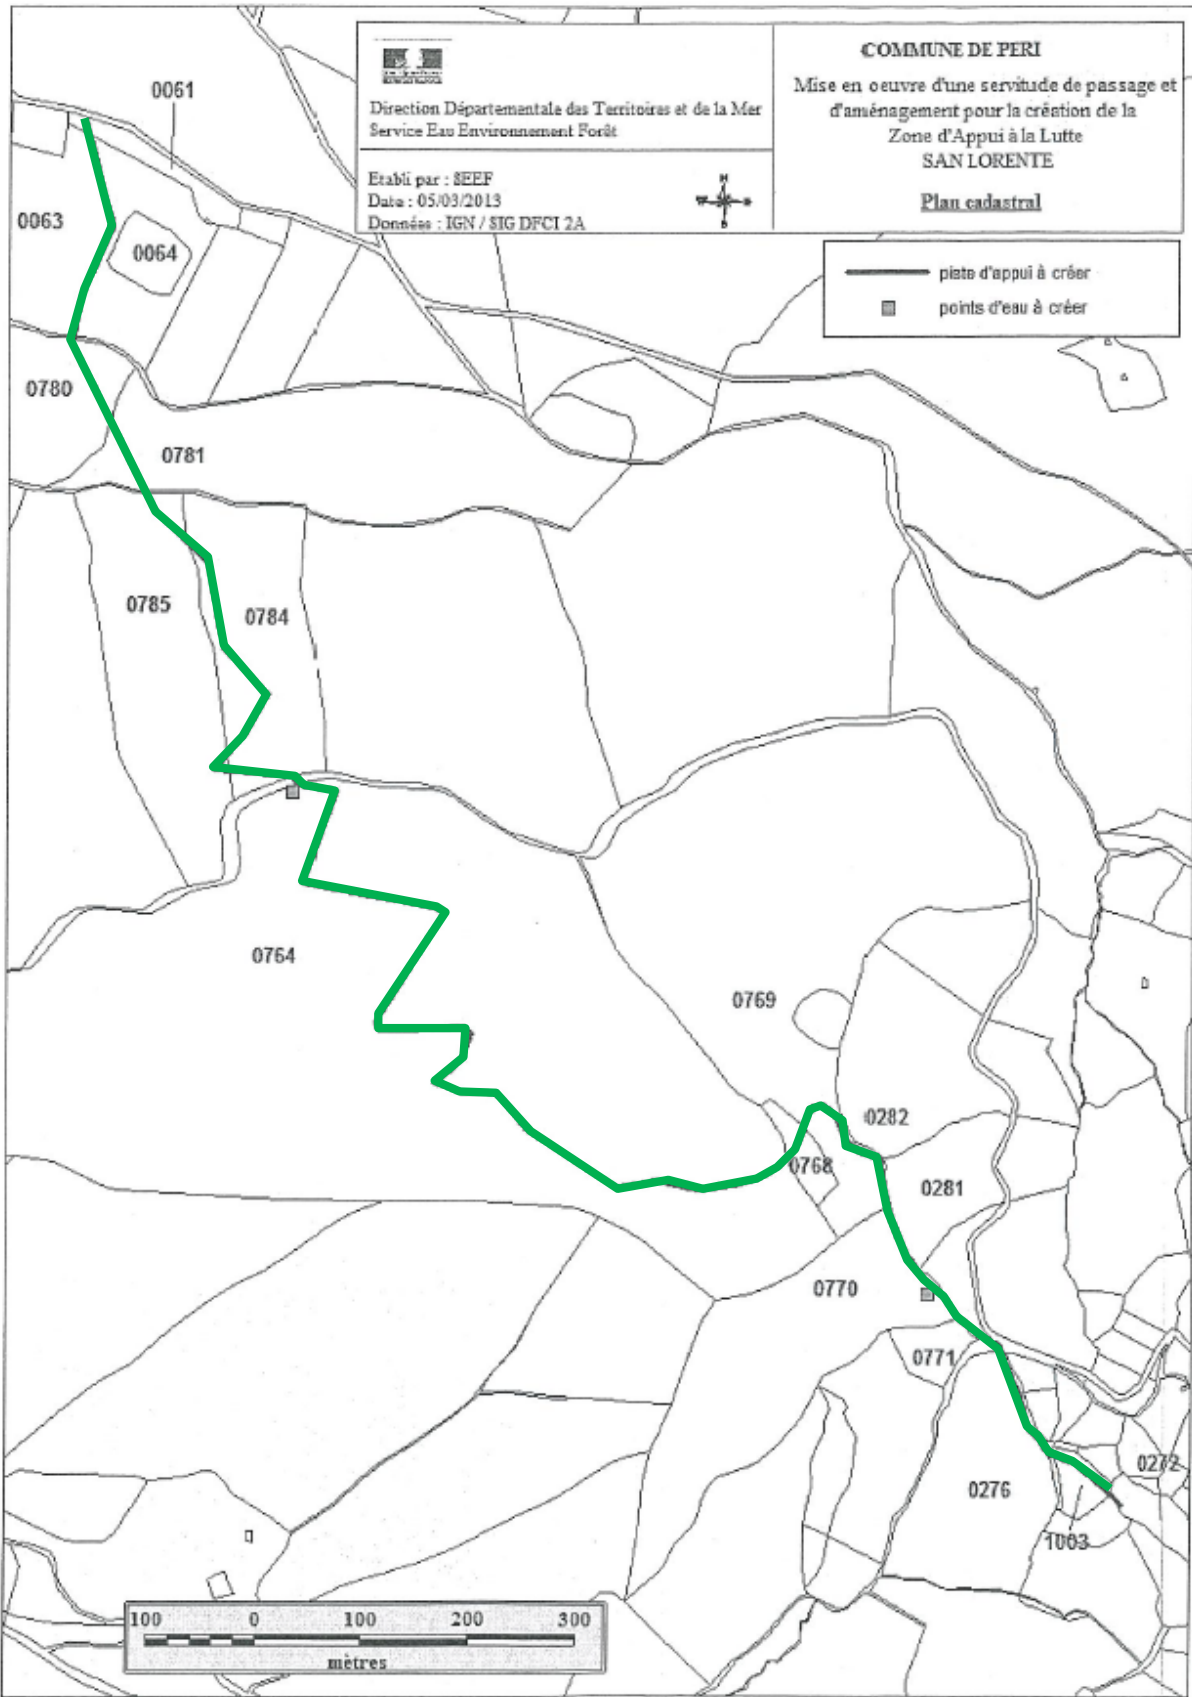 Direction Départementale des Territoires et de la Mer
Service Eau Environnement Forêt
Etabli par : SEEF
Date : 05/03/2013
Données : IGN / SIG DFCI 2A
N
COMMUNE DE PERI
Mise en oeuvre d'une servitude de passage et
d'aménagement pour la création de la
Zone d'Appui à la Lutte
SAN LORENTE
Plan cadastral
piste d'appui à créer
points d'eau à créer
0061
0063
0064
0780
0781
0785
0784
0764
0769
0282
0768
0281
0770
0771
0272
0276
1003
100 0 100 200 300
mètres